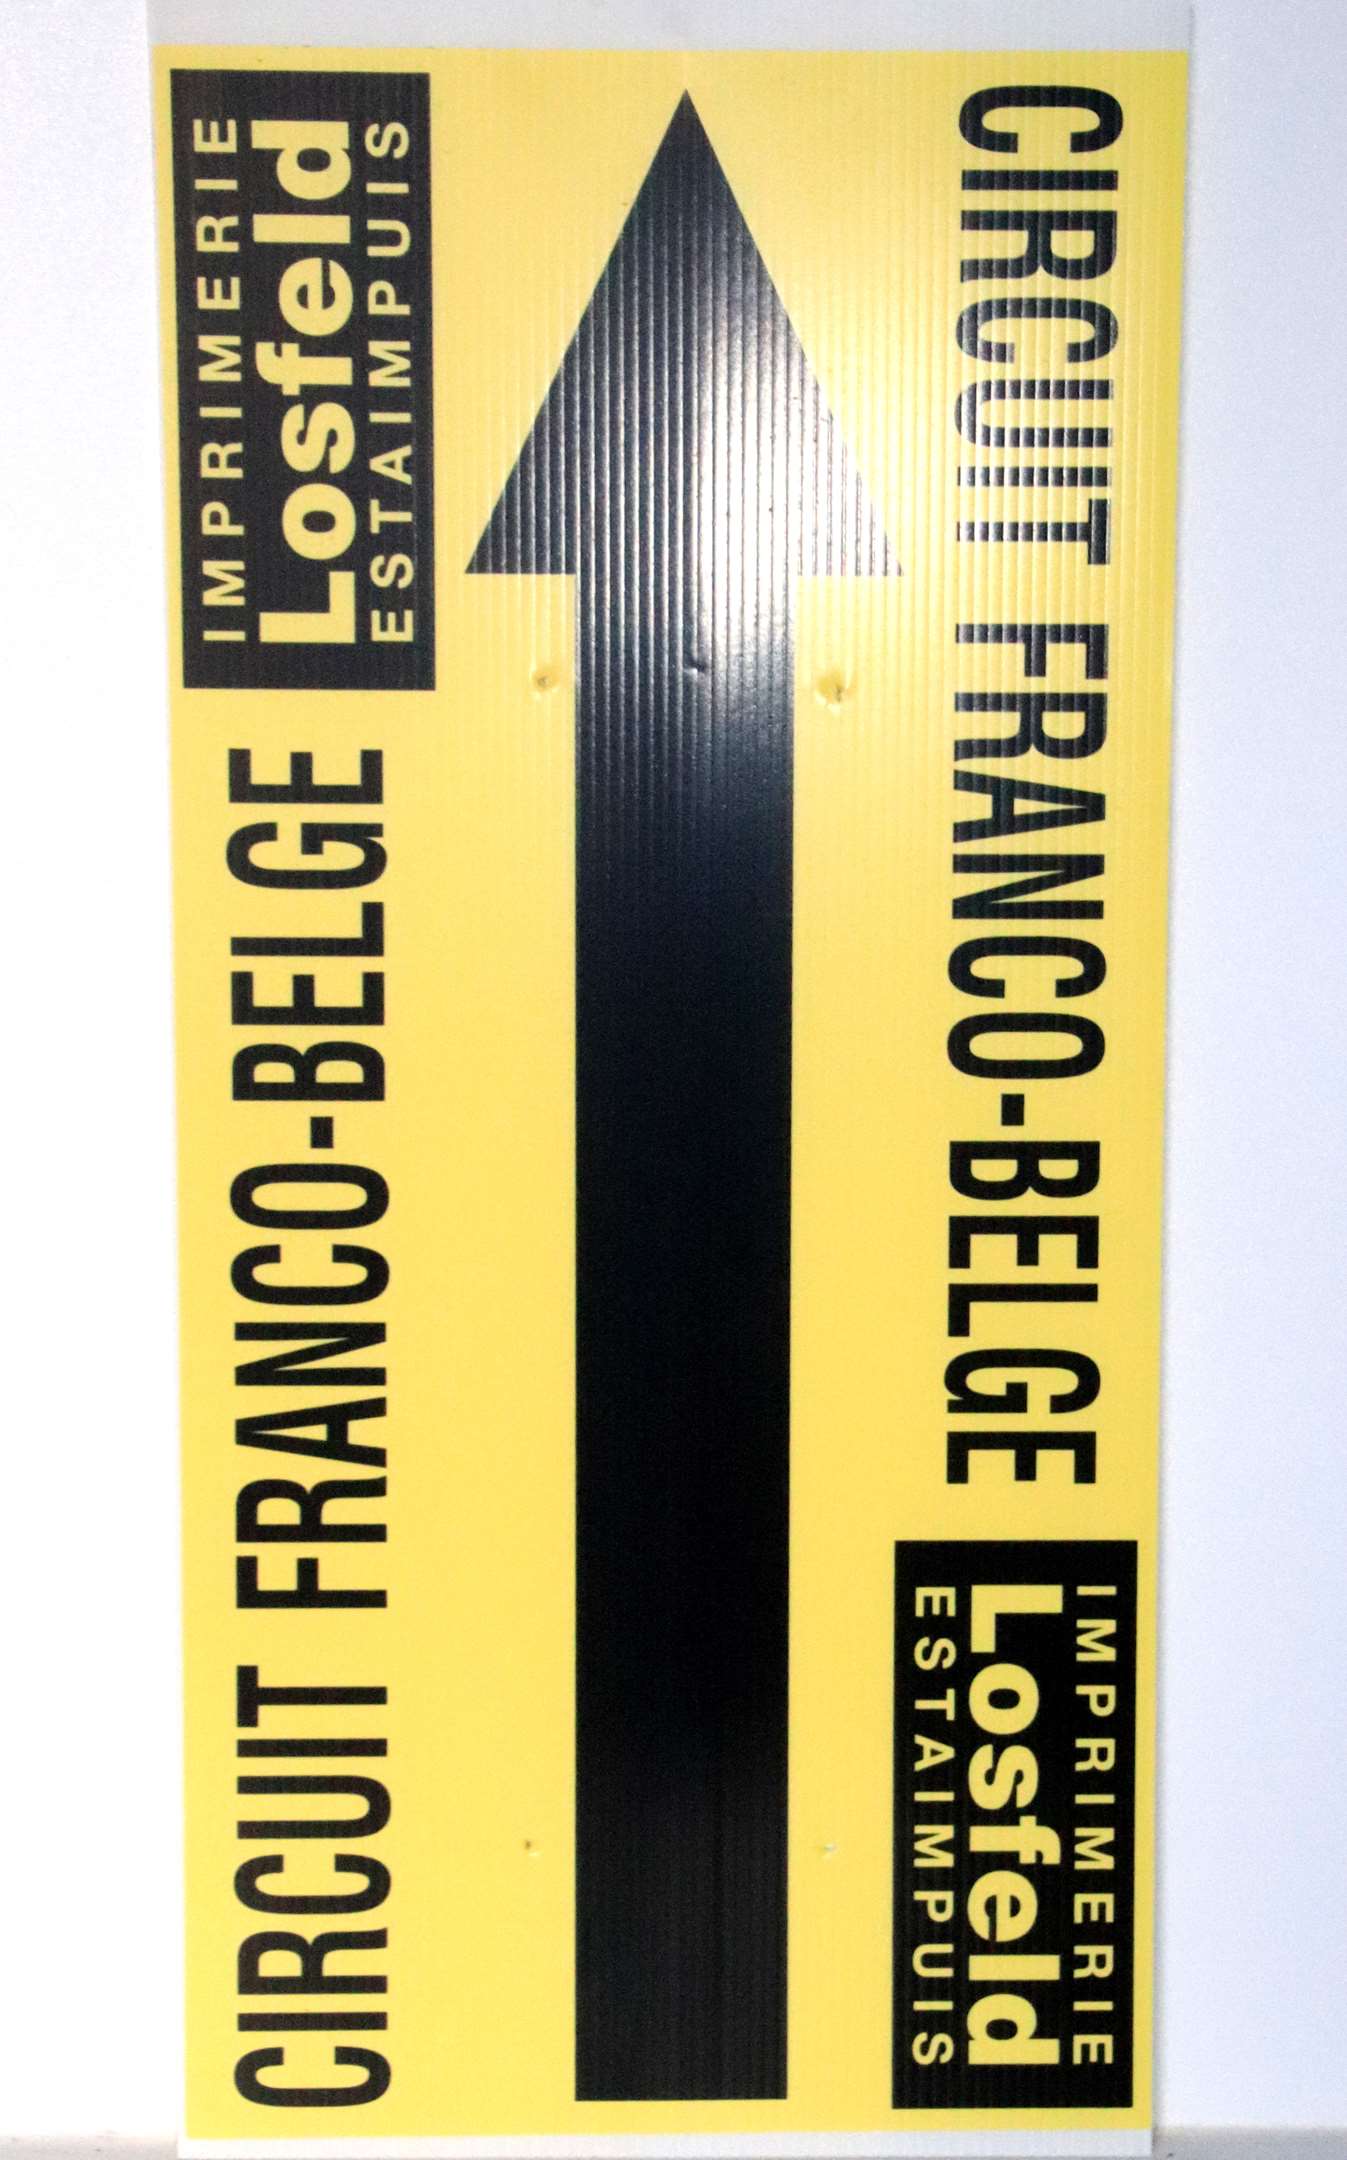 CIRCUIT FRANCO-BELGE
IMPRIMERIE
Losfeld
ESTAIMPUIS
CIRCUIT FRANCO-BELGE
IMPRIMERIE
Losfeld
ESTAIMPUIS